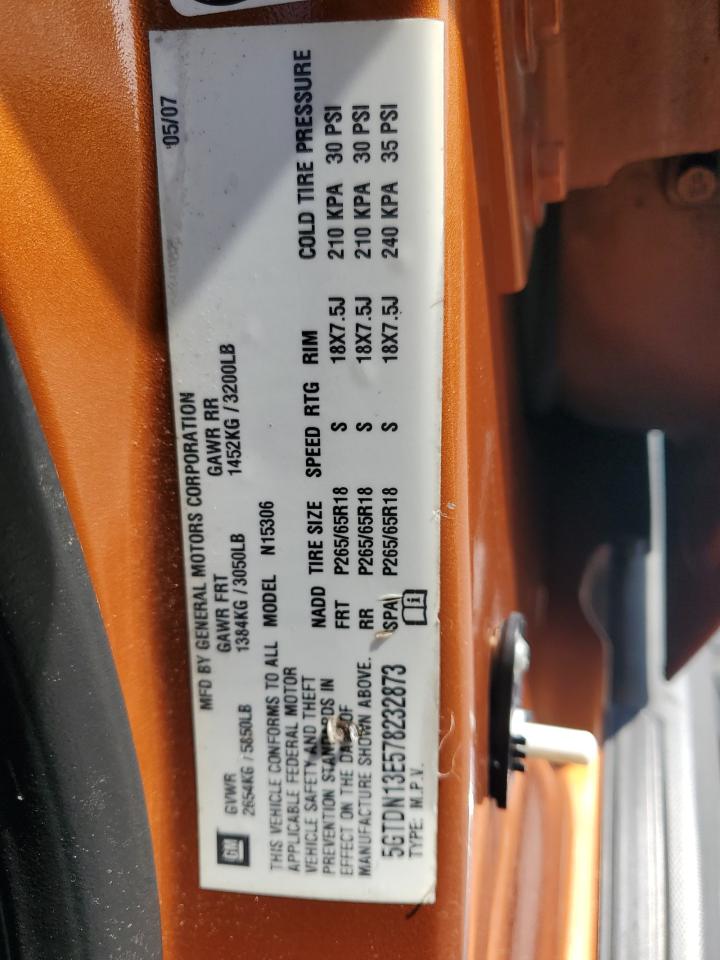 MFD BY GENERAL MOTORS CORPORATION
05/07
GM
GVWR
2654KG / 5850LB
GAWR FRT
1384KG / 3050LB
GAWR RR
1452KG / 3200LB
THIS VEHICLE CONFORMS TO ALL
APPLICABLE FEDERAL MOTOR
VEHICLE SAFETY AND THEFT
PREVENTION STANDARDS IN
EFFECT ON THE DATE OF
MANUFACTURE SHOWN ABOVE.
5GTDN13E578232873
TYPE: M.P.V.
MODEL N15306
NADD TIRE SIZE SPEED RTG RIM COLD TIRE PRESSURE
FRT P265/65R18 S 18X7.5J 210 KPA 30 PSI
RR P265/65R18 S 18X7.5J 210 KPA 30 PSI
SPA P265/65R18 S 18X7.5J 240 KPA 35 PSI